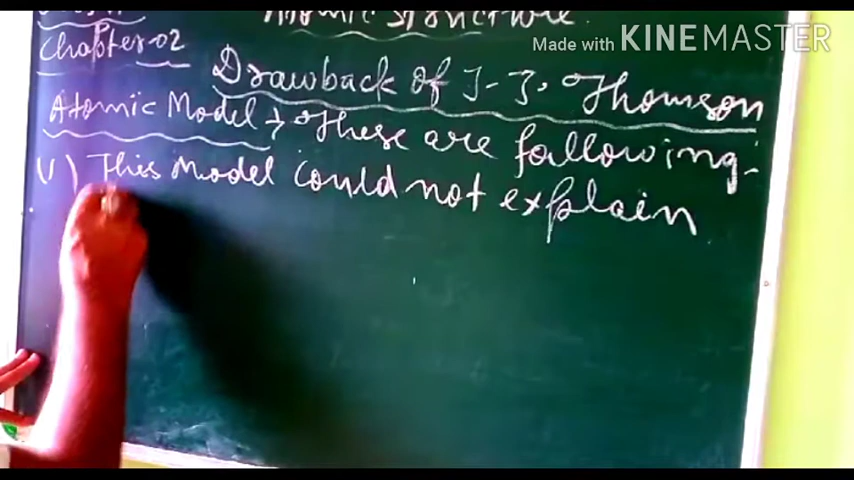 Atomic Structure.
Made with KINEMASTER
Chapter-02
Drawback of J-J. Thomson
Atomic Model → These are following-
(1) This Model could not explain